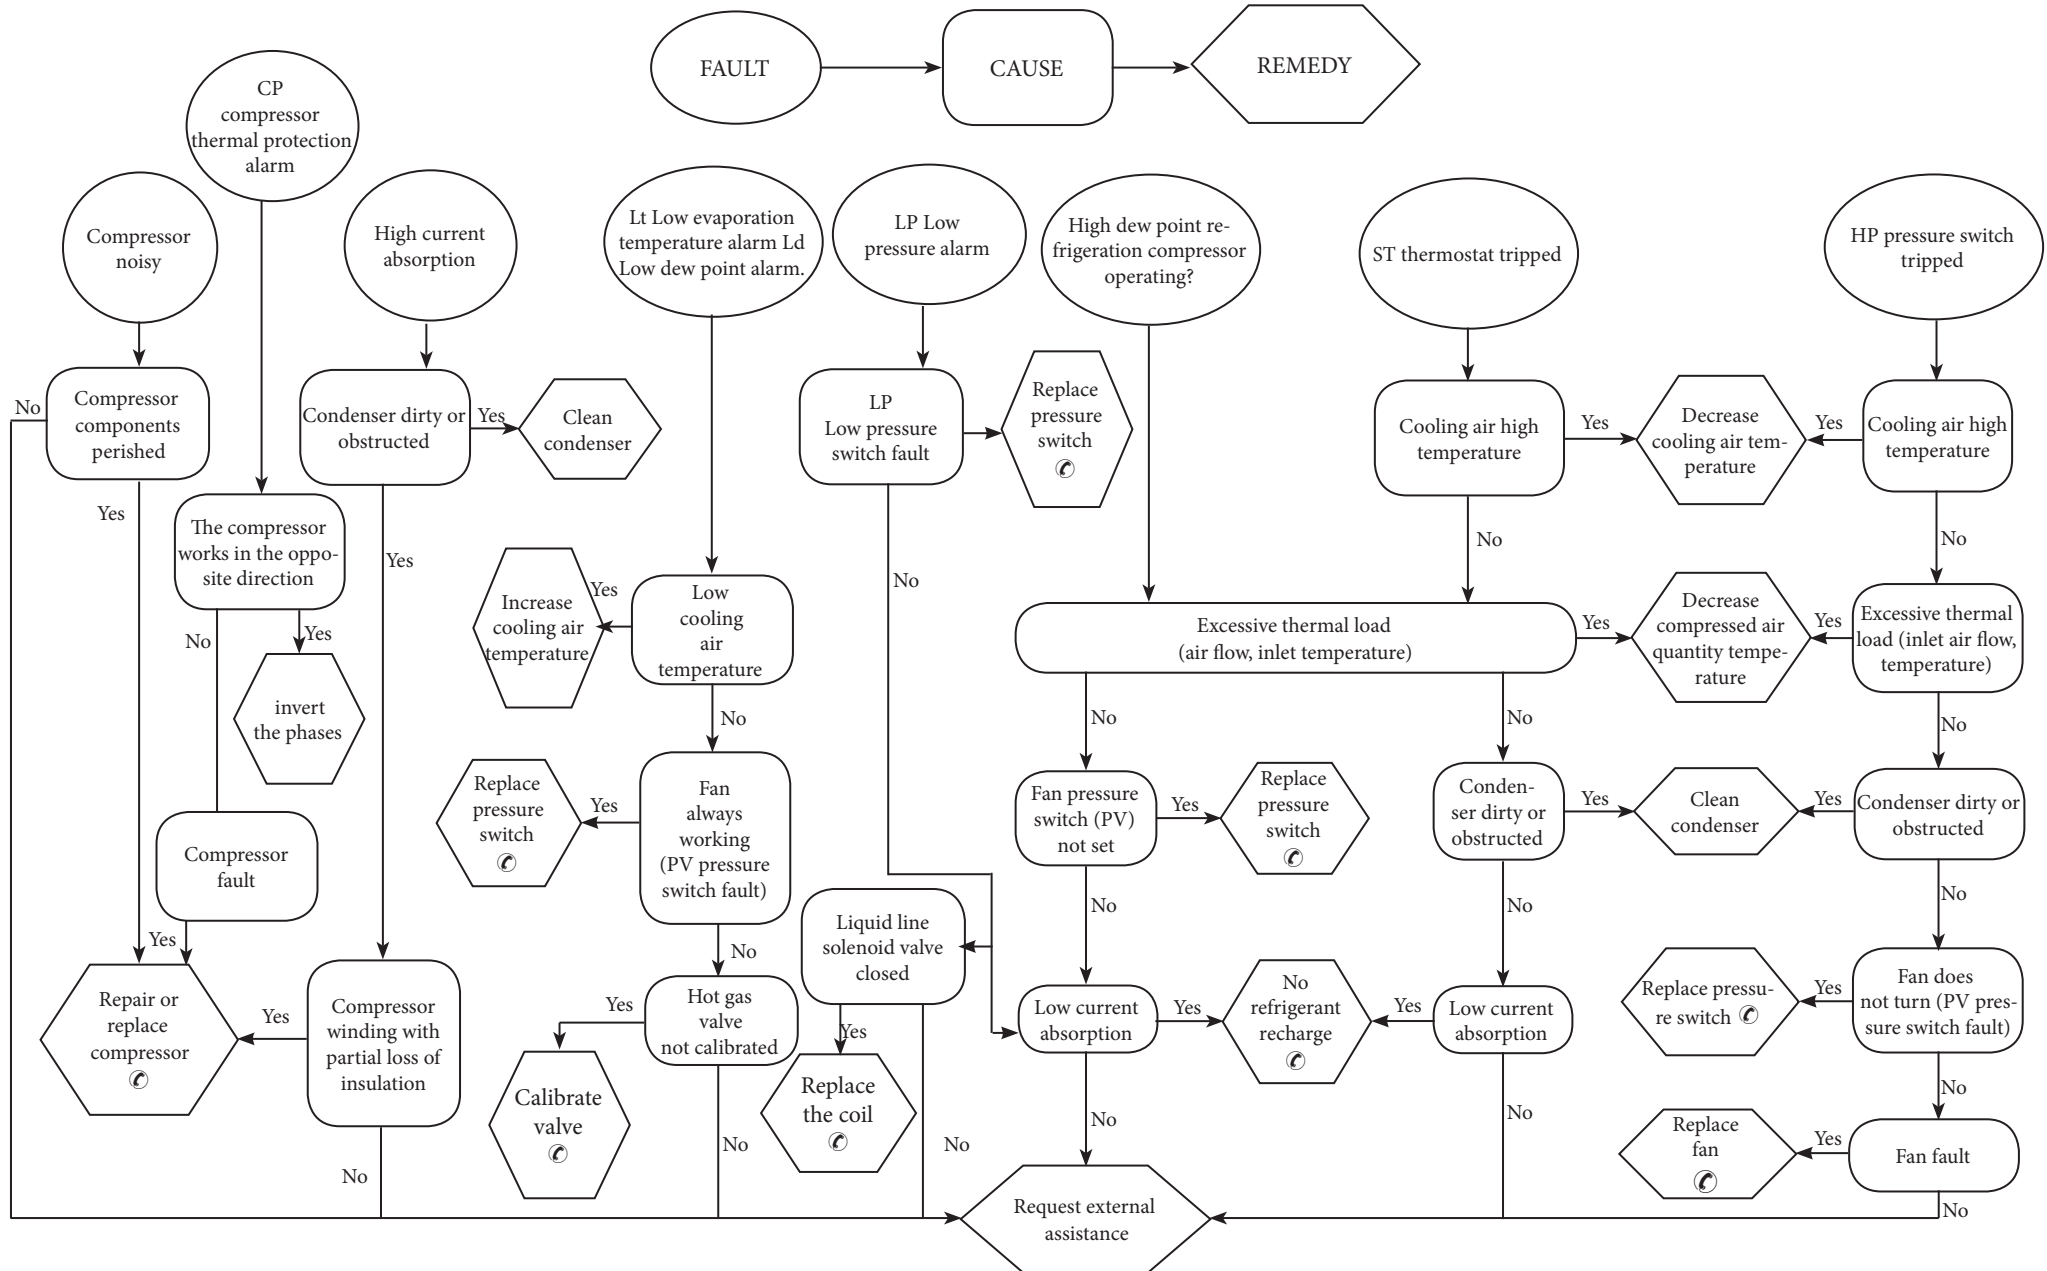 FAULT
CAUSE
REMEDY
CP
compressor
thermal protection
alarm
Compressor
noisy
High current
absorption
Lt Low evaporation
temperature alarm Ld
Low dew point alarm.
LP Low
pressure alarm
High dew point re-
frigeration compressor
operating?
ST thermostat tripped
HP pressure switch
tripped
No
Compressor
components
perished
Condenser dirty or
obstructed
Yes
Clean
condenser
LP
Low pressure
switch fault
Replace
pressure
switch
Cooling air high
temperature
Yes
Decrease
cooling air tem-
perature
Yes
Cooling air high
temperature
Yes
The compressor
works in the oppo-
site direction
Yes
No
No
No
Increase
cooling air
temperature
Yes
Low
cooling
air
temperature
Excessive thermal load
(air flow, inlet temperature)
Yes
Decrease
compressed air
quantity tempe-
rature
Yes
Excessive thermal
load (inlet air flow,
temperature)
No
Yes
invert
the phases
No
No
No
No
Replace
pressure
switch
Yes
Fan
always
working
(PV pressure
switch fault)
Fan pressure
switch (PV)
not set
Yes
Replace
pressure
switch
Conden-
ser dirty or
obstructed
Yes
Clean
condenser
Yes
Condenser dirty or
obstructed
Compressor
fault
No
No
No
Yes
No
Liquid line
solenoid valve
closed
Repair or
replace
compressor
Yes
Compressor
winding with
partial loss of
insulation
Yes
Hot gas
valve
not calibrated
Yes
Low current
absorption
Yes
No
refrigerant
recharge
Yes
Low current
absorption
Replace pressu-
re switch
Yes
Fan does
not turn (PV pres-
sure switch fault)
Calibrate
valve
Replace
the coil
No
No
No
No
No
No
Replace
fan
Yes
Fan fault
Request external
assistance
No